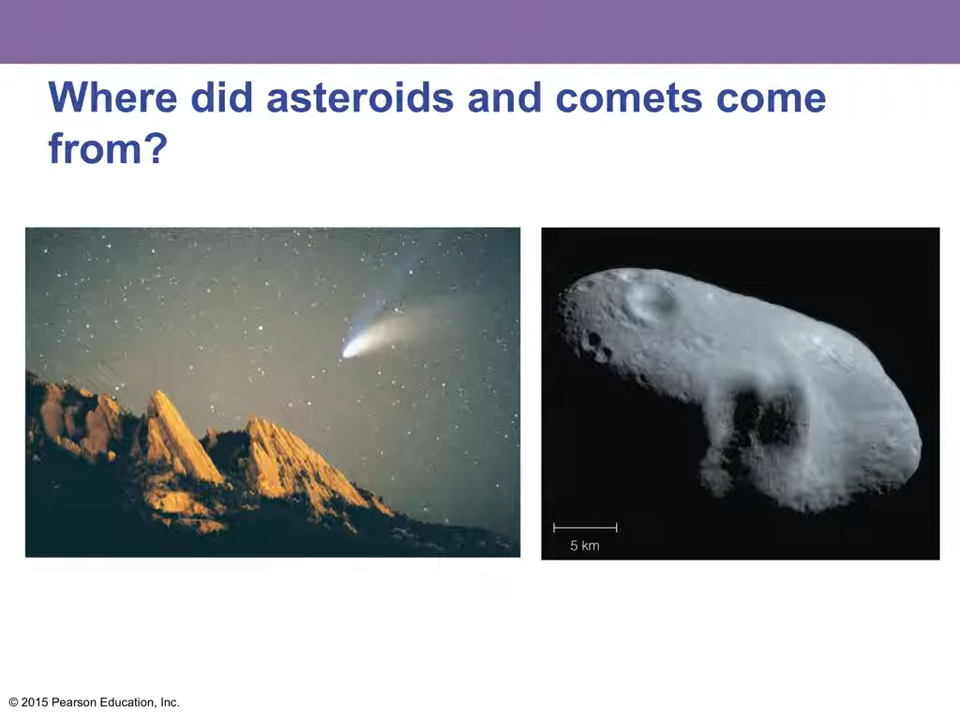 Where did asteroids and comets come
from?
5 km
© 2015 Pearson Education, Inc.